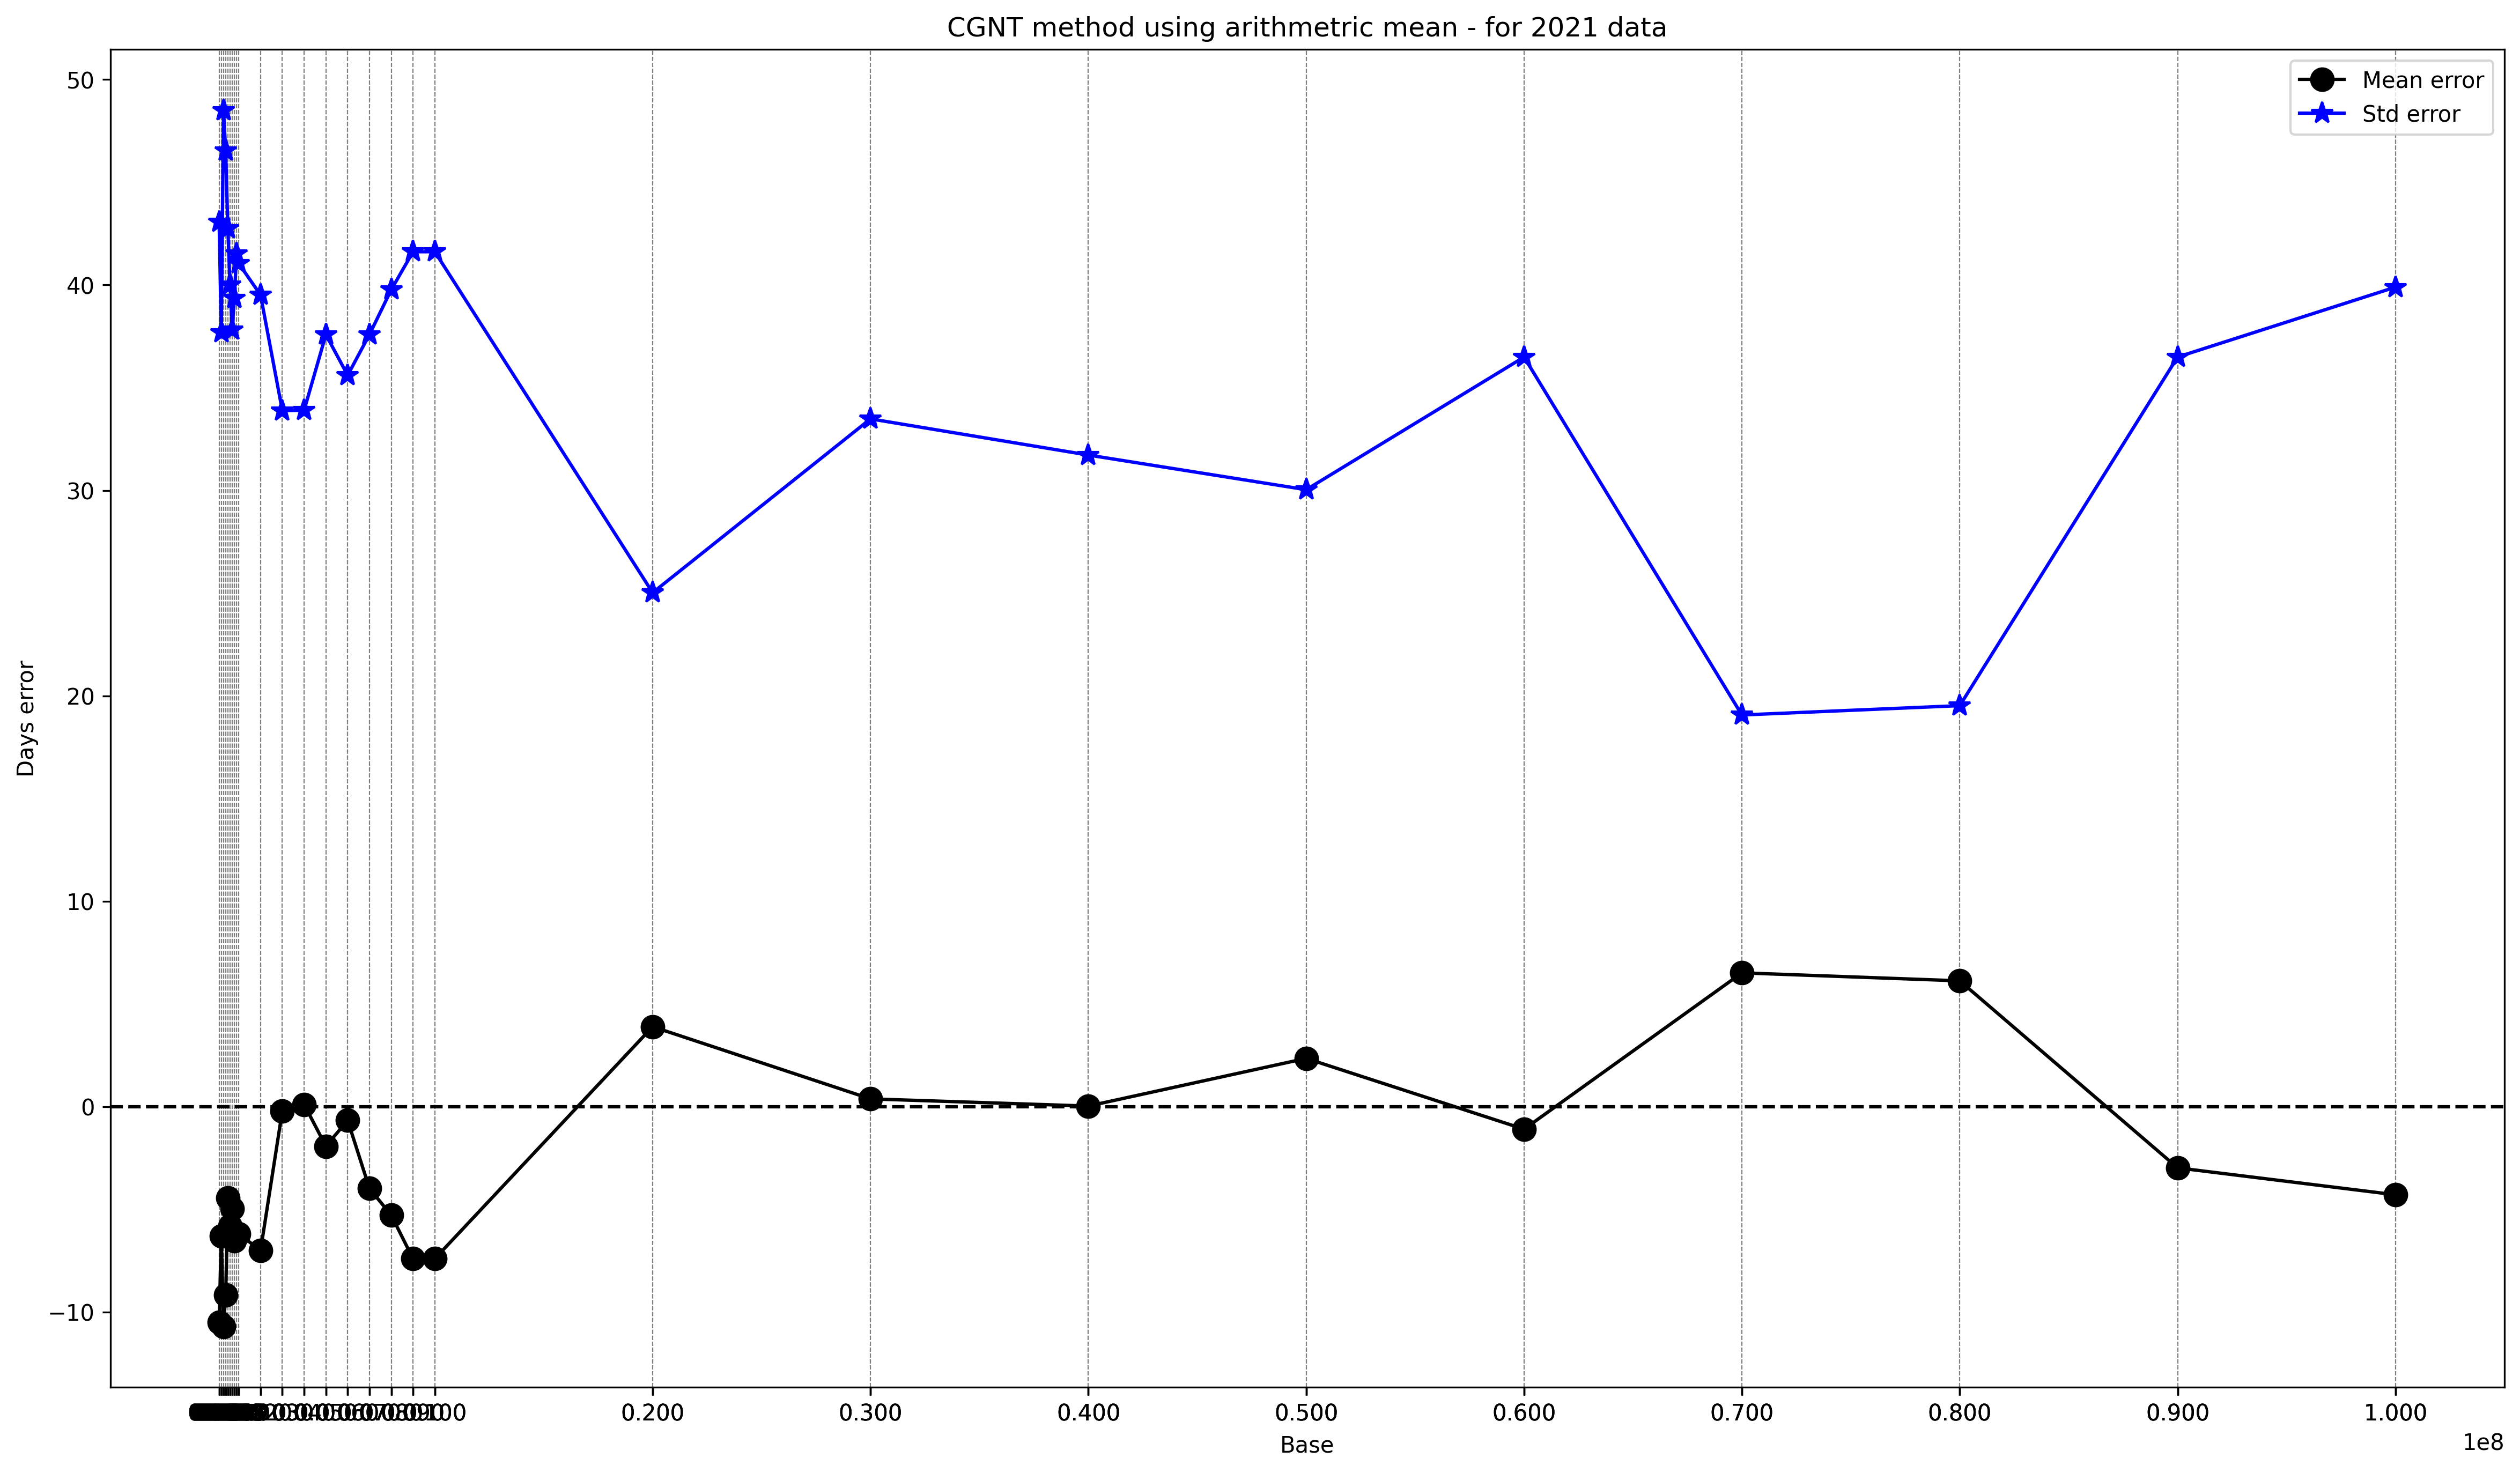 CGNT method using arithmetric mean - for 2021 data
Mean error
Std error
50
40
30
20
10
0
−10
Days error
0.200 0.300 0.400 0.500 0.600 0.700 0.800 0.900 1.000
Base
1e8